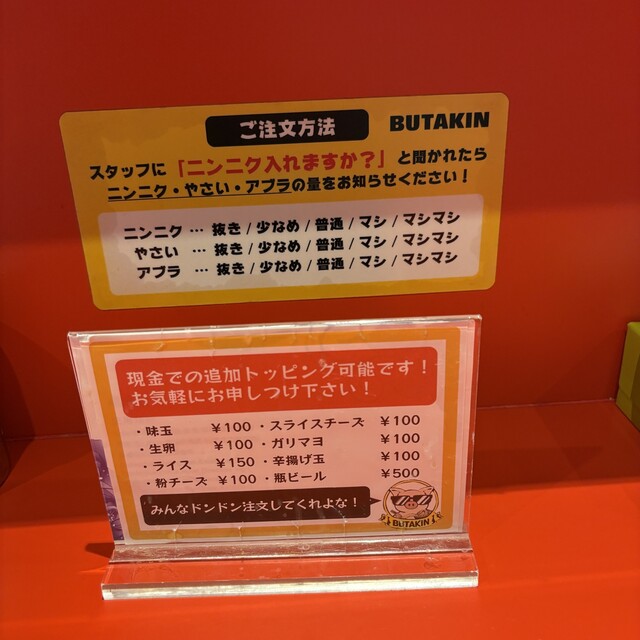 ご注文方法
BUTAKIN
スタッフに「ニンニク入れますか?」と聞かれたら
ニンニク・やさい・アブラの量をお知らせください!
ニンニク … 抜き / 少なめ / 普通 / マシ / マシマシ
やさい … 抜き / 少なめ / 普通 / マシ / マシマシ
アブラ … 抜き / 少なめ / 普通 / マシ / マシマシ
現金での追加トッピング可能です!
お気軽にお申しつけ下さい!
・味玉 ¥100 ・スライスチーズ ¥100
・生卵 ¥100 ・ガリマヨ ¥100
・ライス ¥150 ・辛揚げ玉 ¥100
・粉チーズ ¥100 ・瓶ビール ¥500
みんなドンドン注文してくれよな!
BUTAKIN